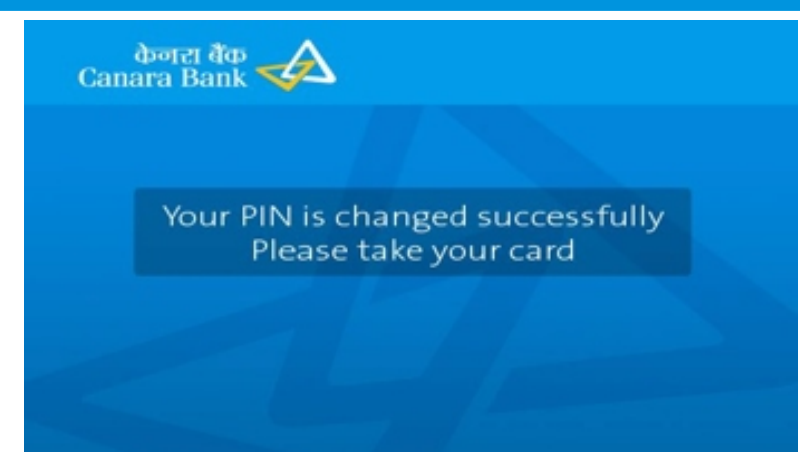 केनरा बैंक
Canara Bank
Your PIN is changed successfully
Please take your card